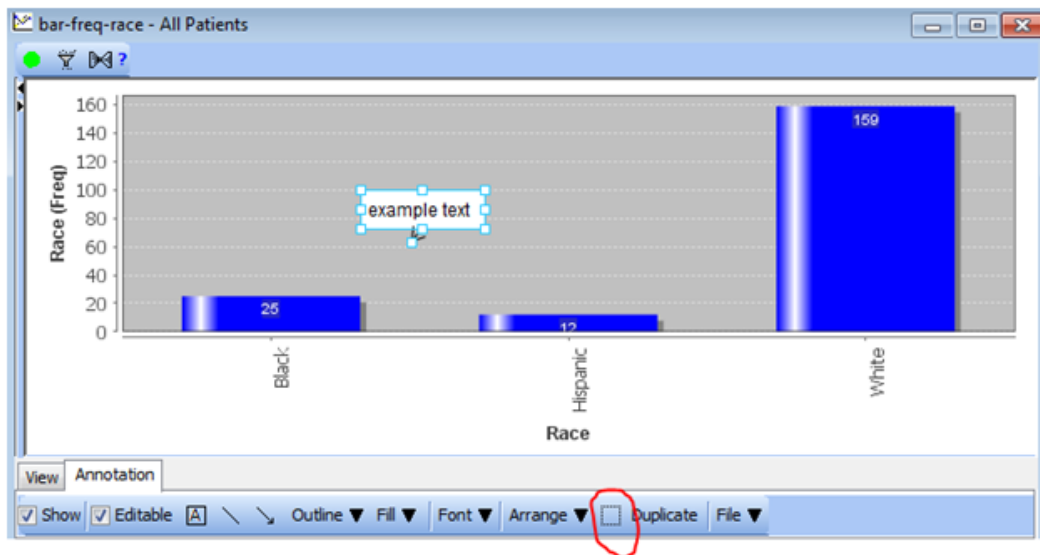 bar-freq-race - All Patients
?
160
140
120
100
80
60
40
20
0
Race (Freq)
159
example text
25
12
Black
Hispanic
White
Race
View Annotation
Show Editable A Outline ▼ Fill ▼ Font ▼ Arrange ▼ Duplicate File ▼